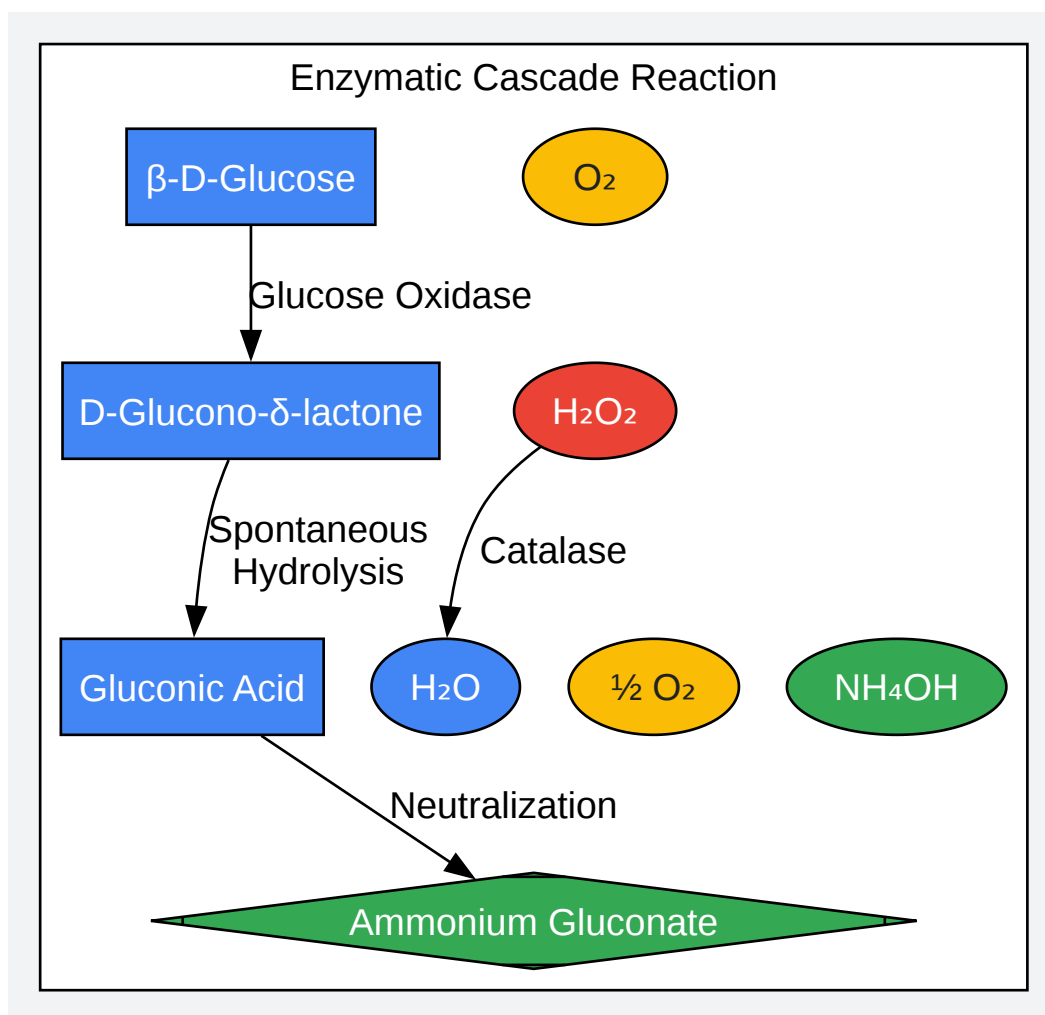 Enzymatic Cascade Reaction
β-D-Glucose
O₂
Glucose Oxidase
D-Glucono-δ-lactone
H₂O₂
Spontaneous
Hydrolysis
Catalase
Gluconic Acid
H₂O
½ O₂
NH₄OH
Neutralization
Ammonium Gluconate